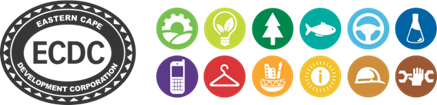 EASTERN CAPE
ECDC
DEVELOPMENT CORPORATION